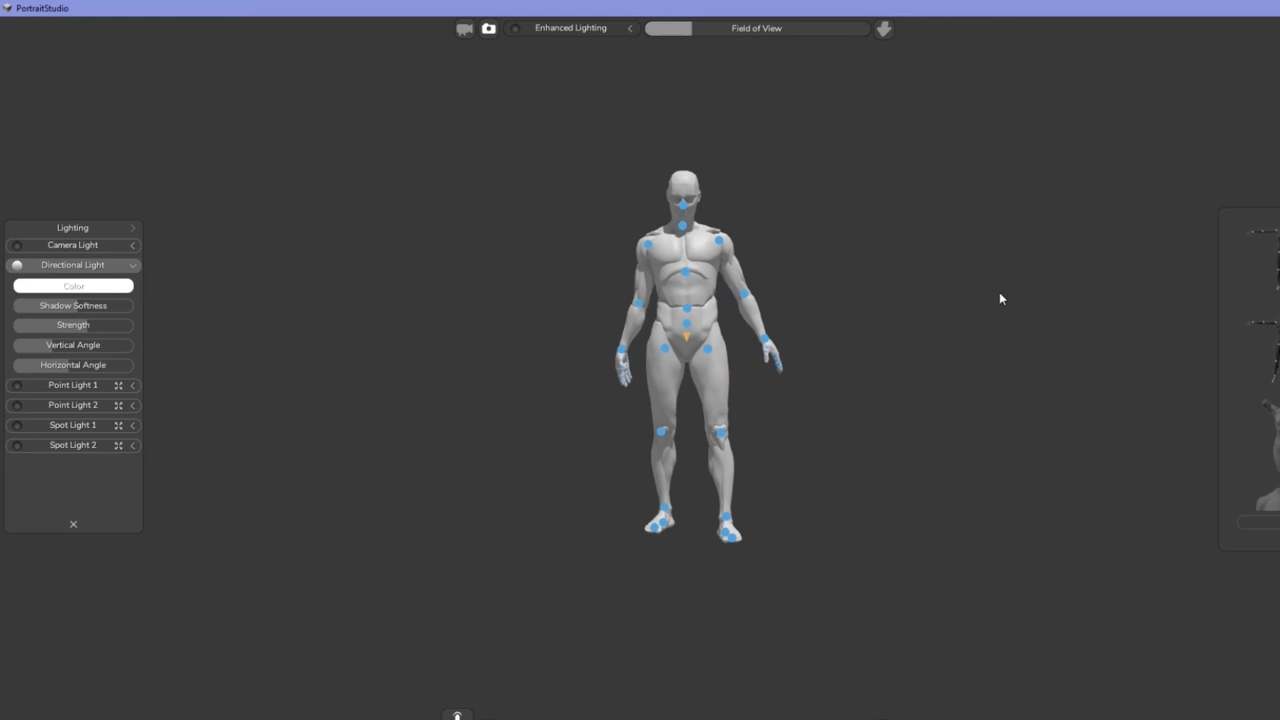 PortraitStudio
Enhanced Lighting
Field of View
Lighting
Camera Light
Directional Light
Color
Shadow Softness
Strength
Vertical Angle
Horizontal Angle
Point Light 1
Point Light 2
Spot Light 1
Spot Light 2